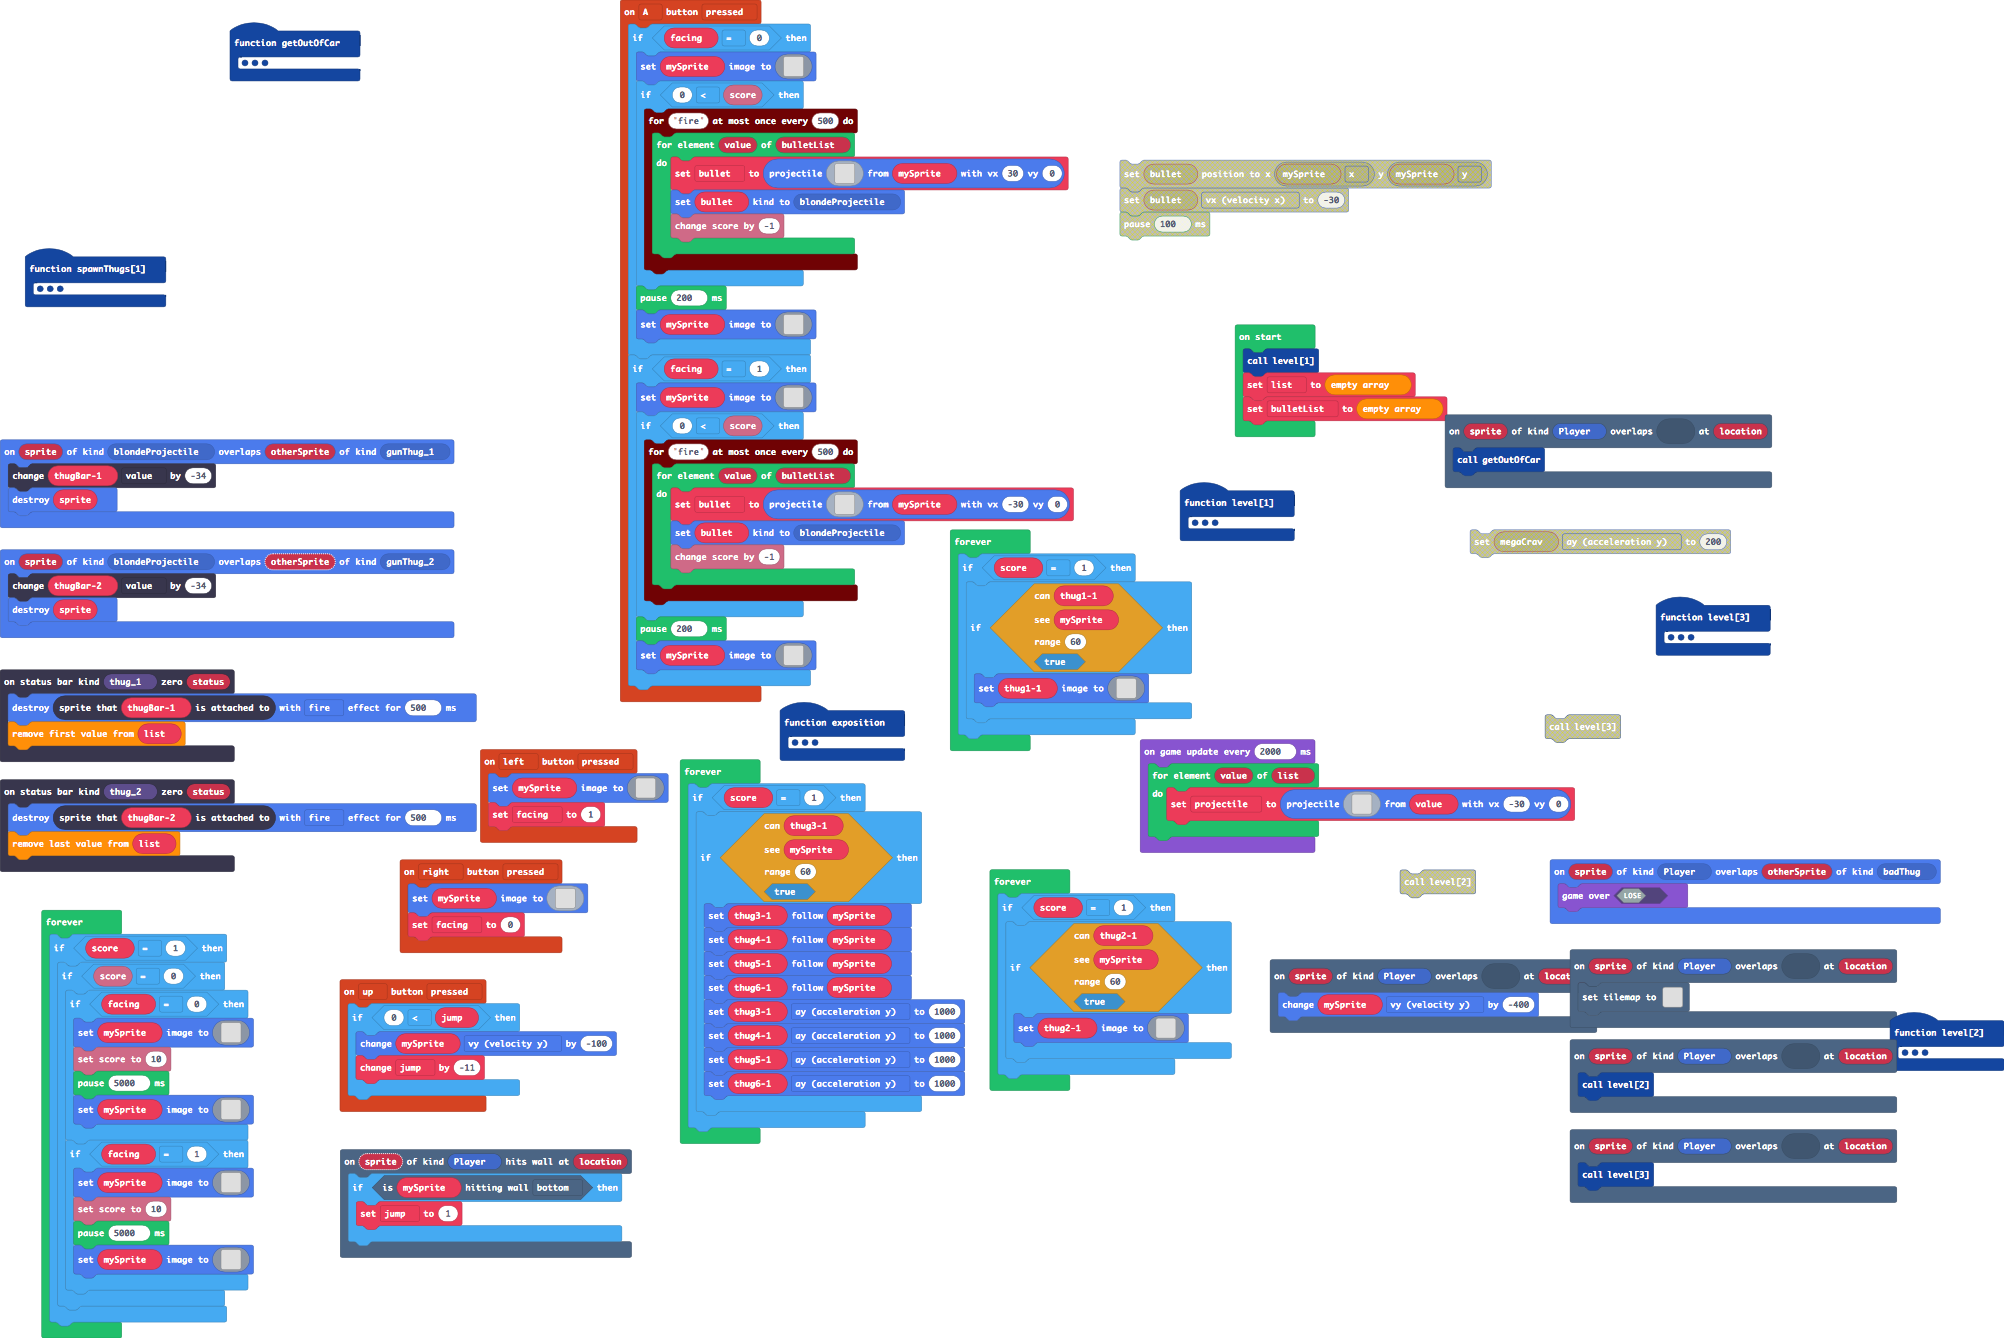 function getOutOfCar
function spawnThugs[1]
on sprite of kind blondeProjectile overlaps otherSprite of kind gunThug_1
change thugBar-1 value by -34
destroy sprite
on sprite of kind blondeProjectile overlaps otherSprite of kind gunThug_2
change thugBar-2 value by -34
destroy sprite
on status bar kind thug_1 zero status
destroy sprite that thugBar-1 is attached to with fire effect for 500 ms
remove first value from list
on status bar kind thug_2 zero status
destroy sprite that thugBar-2 is attached to with fire effect for 500 ms
remove last value from list
forever
if score = 1 then
if score = 0 then
if facing = 0 then
set mySprite image to
set score to 10
pause 5000 ms
set mySprite image to
if facing = 1 then
set mySprite image to
set score to 10
pause 5000 ms
set mySprite image to
on left button pressed
set mySprite image to
set facing to 1
on right button pressed
set mySprite image to
set facing to 0
on up button pressed
if 0 < jump then
change mySprite vy (velocity y) by -100
change jump by -11
on sprite of kind Player hits wall at location
if is mySprite hitting wall bottom then
set jump to 1
on A button pressed
if facing = 0 then
set mySprite image to
if 0 < score then
for "fire" at most once every 500 do
for element value of bulletList
do
set bullet to projectile from mySprite with vx 30 vy 0
set bullet kind to blondeProjectile
change score by -1
pause 200 ms
set mySprite image to
if facing = 1 then
set mySprite image to
if 0 < score then
for "fire" at most once every 500 do
for element value of bulletList
do
set bullet to projectile from mySprite with vx -30 vy 0
set bullet kind to blondeProjectile
change score by -1
pause 200 ms
set mySprite image to
function exposition
forever
if score = 1 then
if can thug3-1 see mySprite range 60 true then
set thug3-1 follow mySprite
set thug4-1 follow mySprite
set thug5-1 follow mySprite
set thug6-1 follow mySprite
set thug3-1 ay (acceleration y) to 1000
set thug4-1 ay (acceleration y) to 1000
set thug5-1 ay (acceleration y) to 1000
set thug6-1 ay (acceleration y) to 1000
forever
if score = 1 then
if can thug1-1 see mySprite range 60 true then
set thug1-1 image to
forever
if score = 1 then
if can thug2-1 see mySprite range 60 true then
set thug2-1 image to
set bullet position to x mySprite x y mySprite y
set bullet vx (velocity x) to -30
pause 100 ms
on start
call level[1]
set list to empty array
set bulletList to empty array
on sprite of kind Player overlaps at location
call getOutOfCar
function level[1]
set megaCrav ay (acceleration y) to 200
function level[3]
call level[3]
on game update every 2000 ms
for element value of list
do
set projectile to projectile from value with vx -30 vy 0
call level[2]
on sprite of kind Player overlaps otherSprite of kind badThug
game over LOSE
on sprite of kind Player overlaps at locat
change mySprite vy (velocity y) by -400
on sprite of kind Player overlaps at location
set tilemap to
function level[2]
on sprite of kind Player overlaps at location
call level[2]
on sprite of kind Player overlaps at location
call level[3]